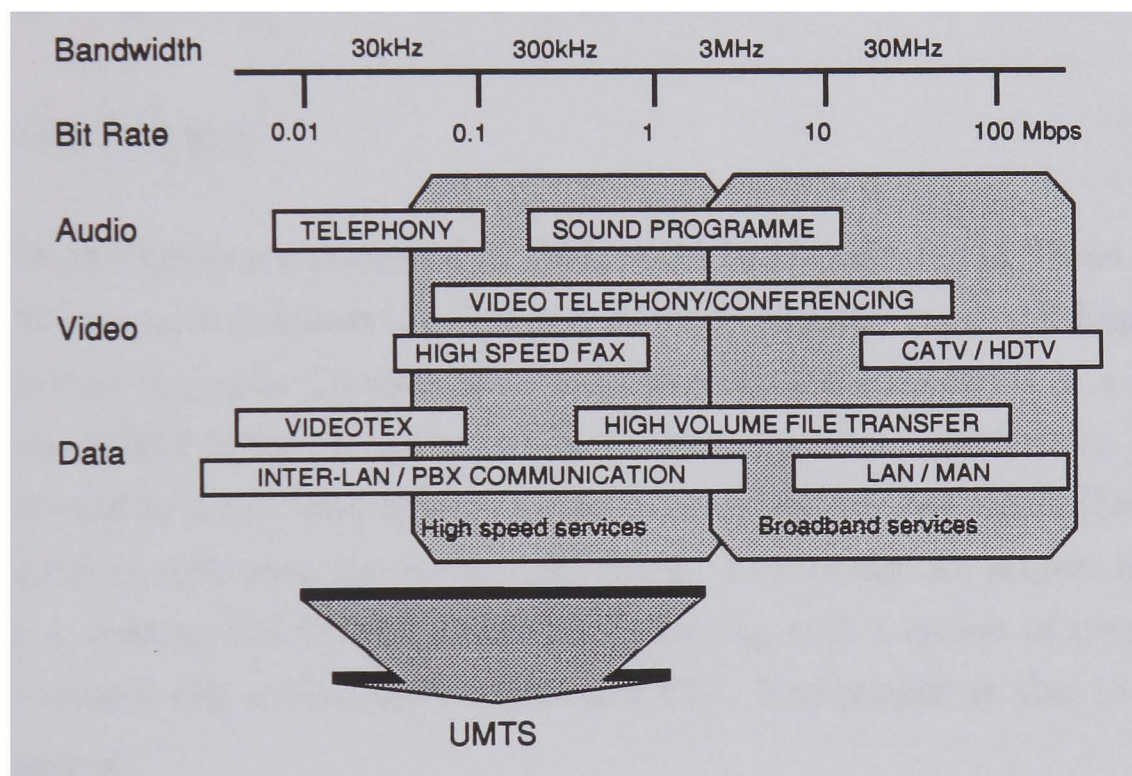 Bandwidth 30kHz 300kHz 3MHz 30MHz
Bit Rate 0.01 0.1 1 10 100 Mbps
Audio TELEPHONY SOUND PROGRAMME
VIDEO TELEPHONY/CONFERENCING
Video
HIGH SPEED FAX CATV / HDTV
VIDEOTEX HIGH VOLUME FILE TRANSFER
Data
INTER-LAN / PBX COMMUNICATION LAN / MAN
High speed services Broadband services
UMTS